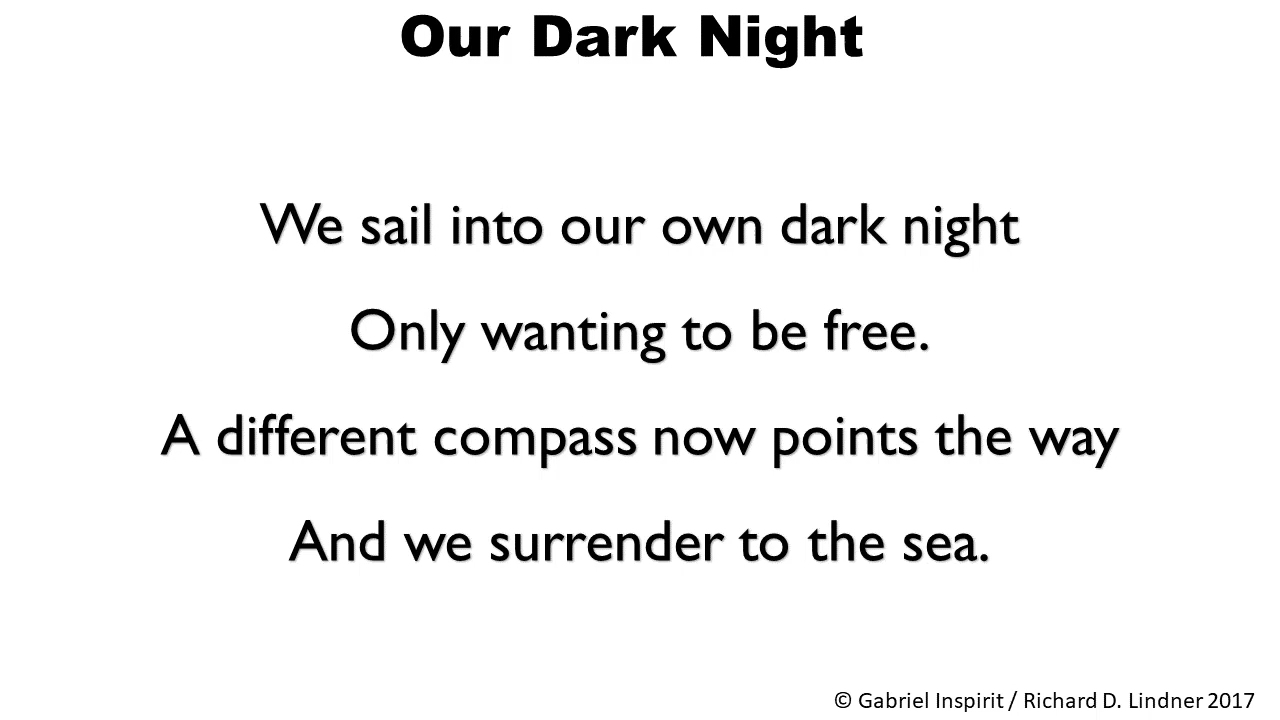 Our Dark Night
We sail into our own dark night
Only wanting to be free.
A different compass now points the way
And we surrender to the sea.
© Gabriel Inspirit / Richard D. Lindner 2017